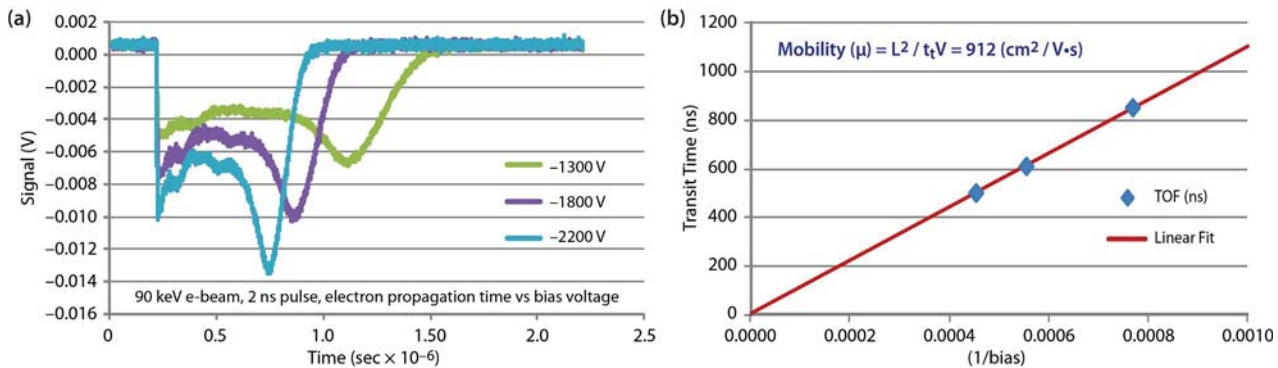 (a)
0.002
0.000
–0.002
–0.004
–0.006
–0.008
–0.010
–0.012
–0.014
–0.016
Signal (V)
–1300 V
–1800 V
–2200 V
90 keV e-beam, 2 ns pulse, electron propagation time vs bias voltage
0
0.5
1.0
1.5
2.0
2.5
Time (sec × 10⁻⁶)
(b)
1200
1000
800
600
400
200
0
Transit Time (ns)
Mobility (μ) = L² / tₜV = 912 (cm² / V•s)
TOF (ns)
Linear Fit
0.0000
0.0002
0.0004
0.0006
0.0008
0.0010
(1/bias)